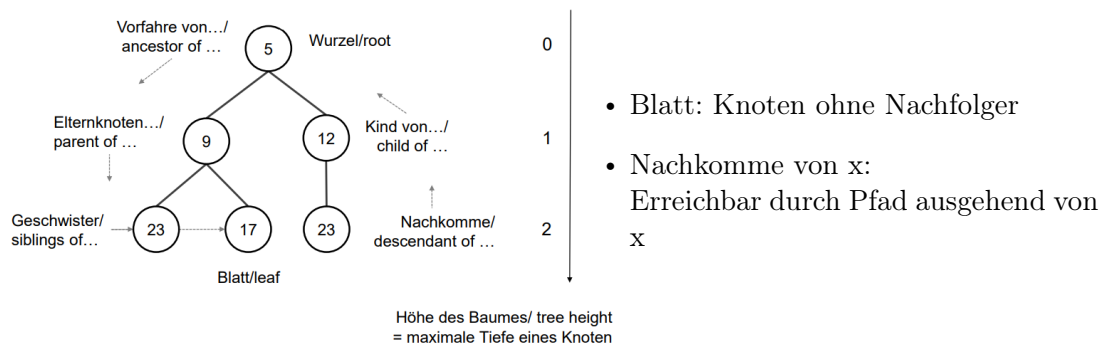 Vorfahre von…/
ancestor of …
5
Wurzel/root
0
Elternknoten…/
parent of …
9
12
Kind von…/
child of …
1
Geschwister/
siblings of…
23
17
23
Nachkomme/
descendant of …
2
Blatt/leaf
Höhe des Baumes/ tree height
= maximale Tiefe eines Knoten
• Blatt: Knoten ohne Nachfolger
• Nachkomme von x:
Erreichbar durch Pfad ausgehend von
x